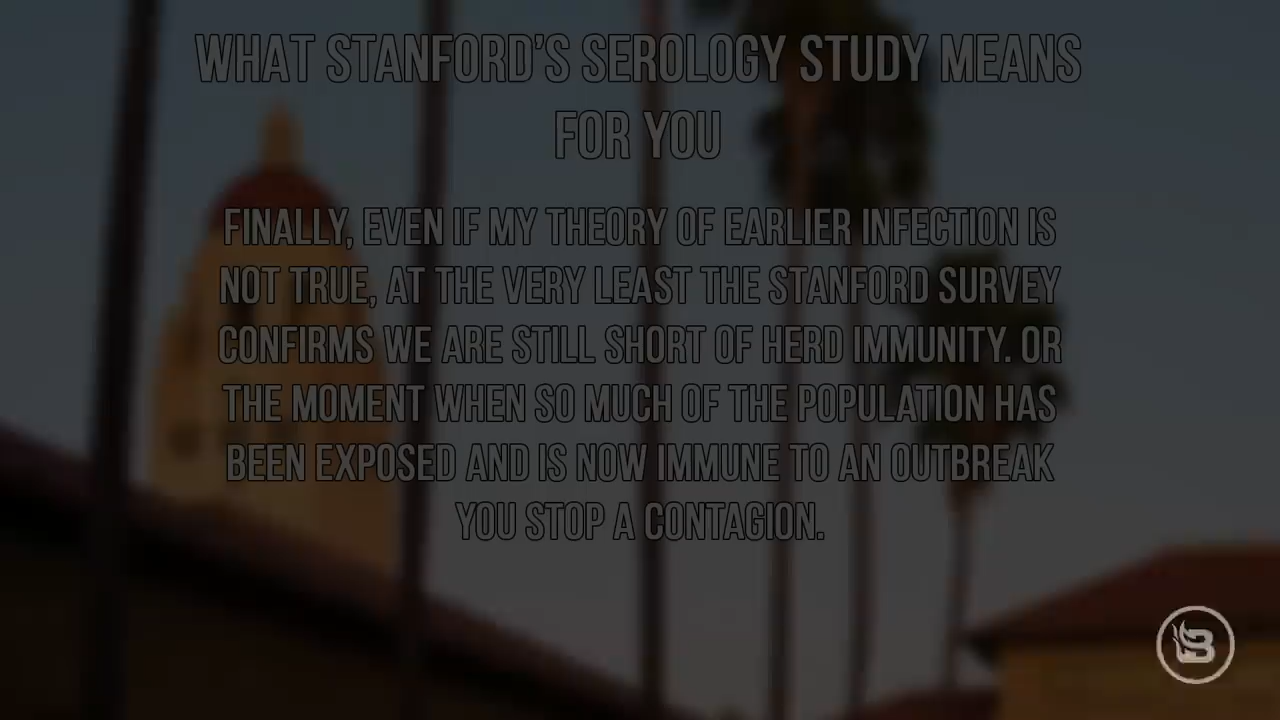 WHAT STANFORD'S SEROLOGY STUDY MEANS
FOR YOU
FINALLY, EVEN IF MY THEORY OF EARLIER INFECTION IS
NOT TRUE, AT THE VERY LEAST THE STANFORD SURVEY
CONFIRMS WE ARE STILL SHORT OF HERD IMMUNITY. OR
THE MOMENT WHEN SO MUCH OF THE POPULATION HAS
BEEN EXPOSED AND IS NOW IMMUNE TO AN OUTBREAK
YOU STOP A CONTAGION.
B